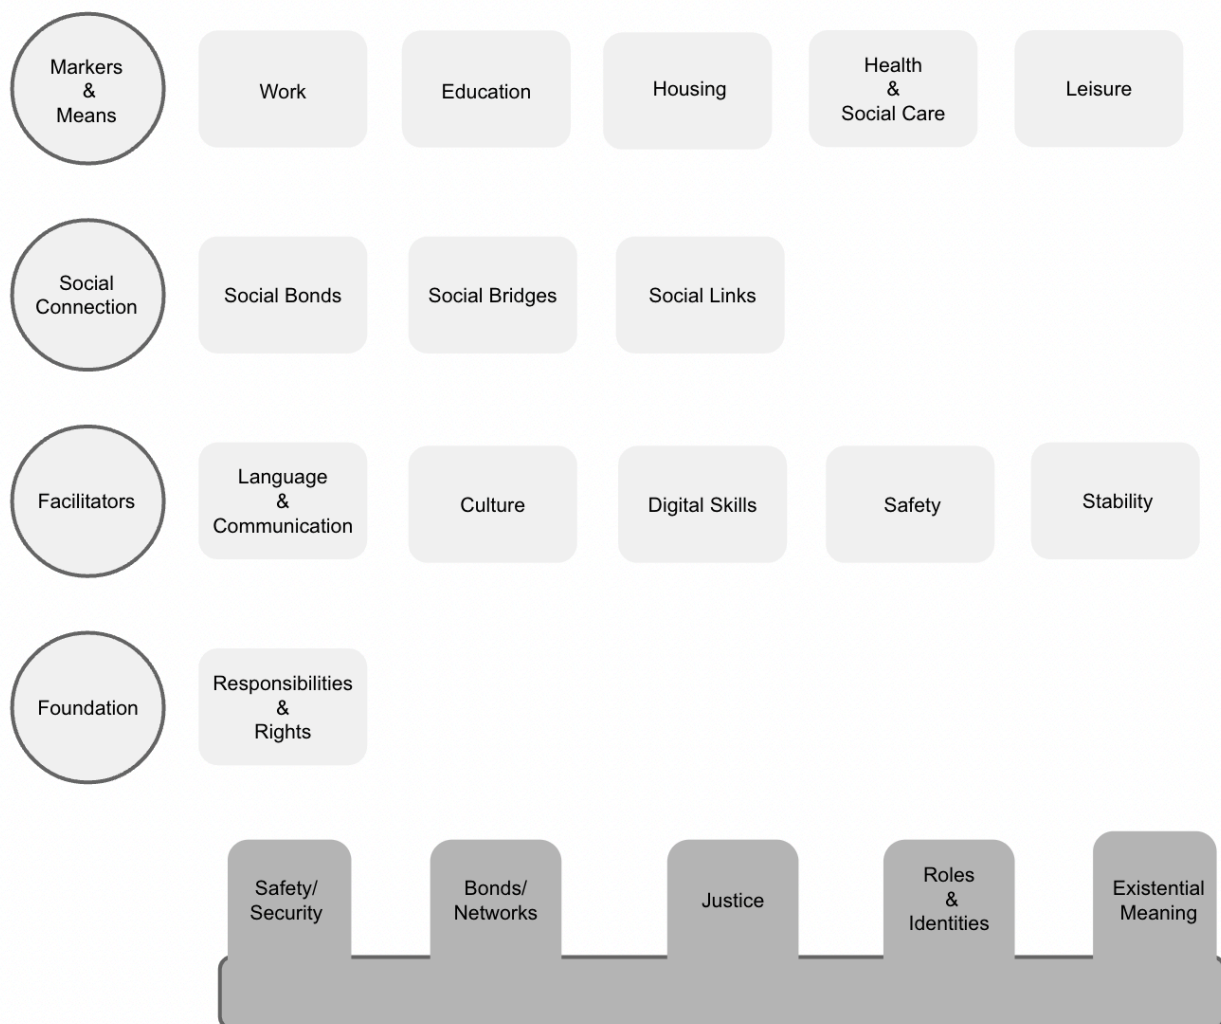 Markers
&
Means
Work
Education
Housing
Health
&
Social Care
Leisure
Social
Connection
Social Bonds
Social Bridges
Social Links
Facilitators
Language
&
Communication
Culture
Digital Skills
Safety
Stability
Foundation
Responsibilities
&
Rights
Safety/
Security
Bonds/
Networks
Justice
Roles
&
Identities
Existential
Meaning